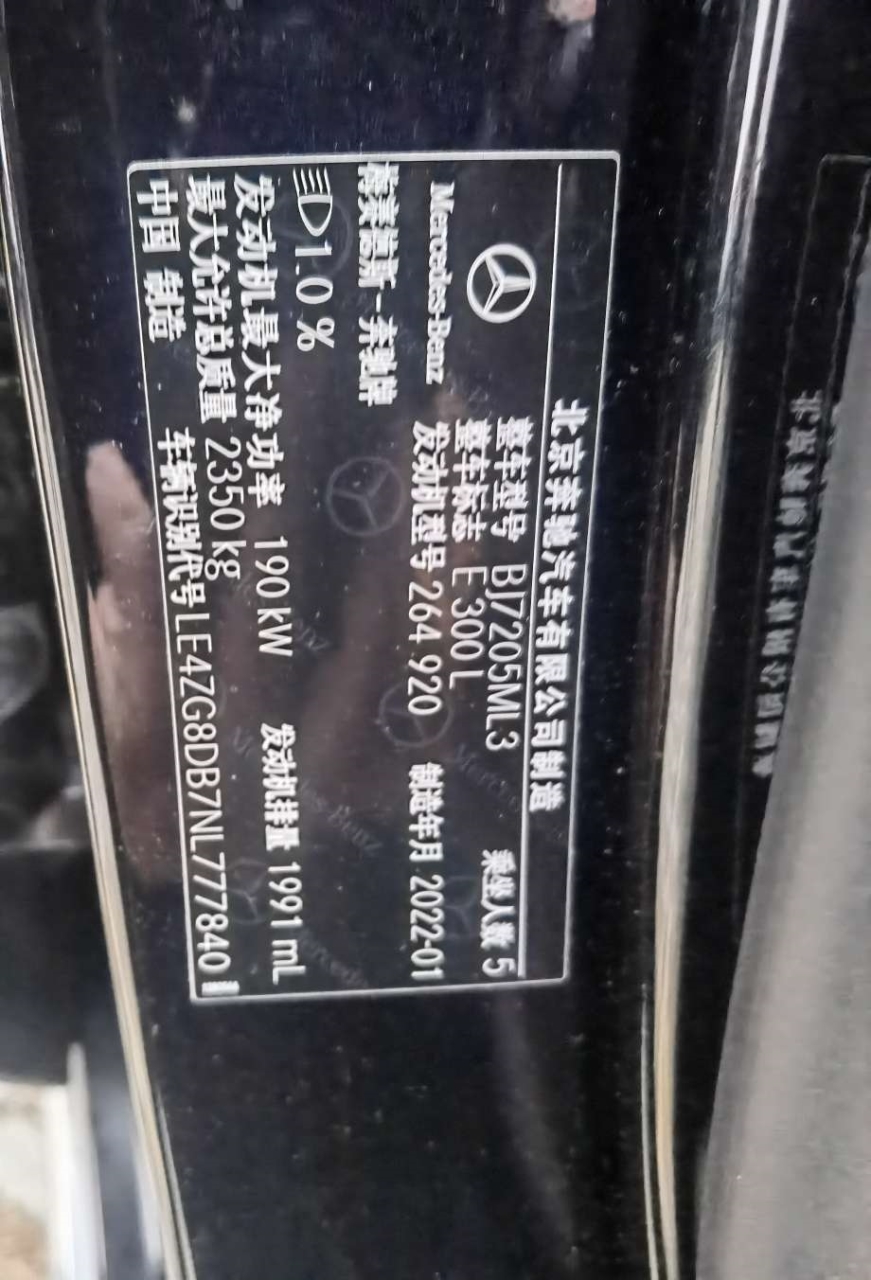 北京奔驰汽车有限公司制造
Mercedes-Benz
梅赛德斯-奔驰牌
整车型号 BJ7205ML3 乘坐人数 5
整车标志 E 300 L
发动机型号 264 920 制造年月 2022-01
1.0 %
发动机最大净功率 190 kW 发动机排量 1991 mL
最大允许总质量 2350 kg
中国 制造 车辆识别代号 LE4ZG8DB7NL777840